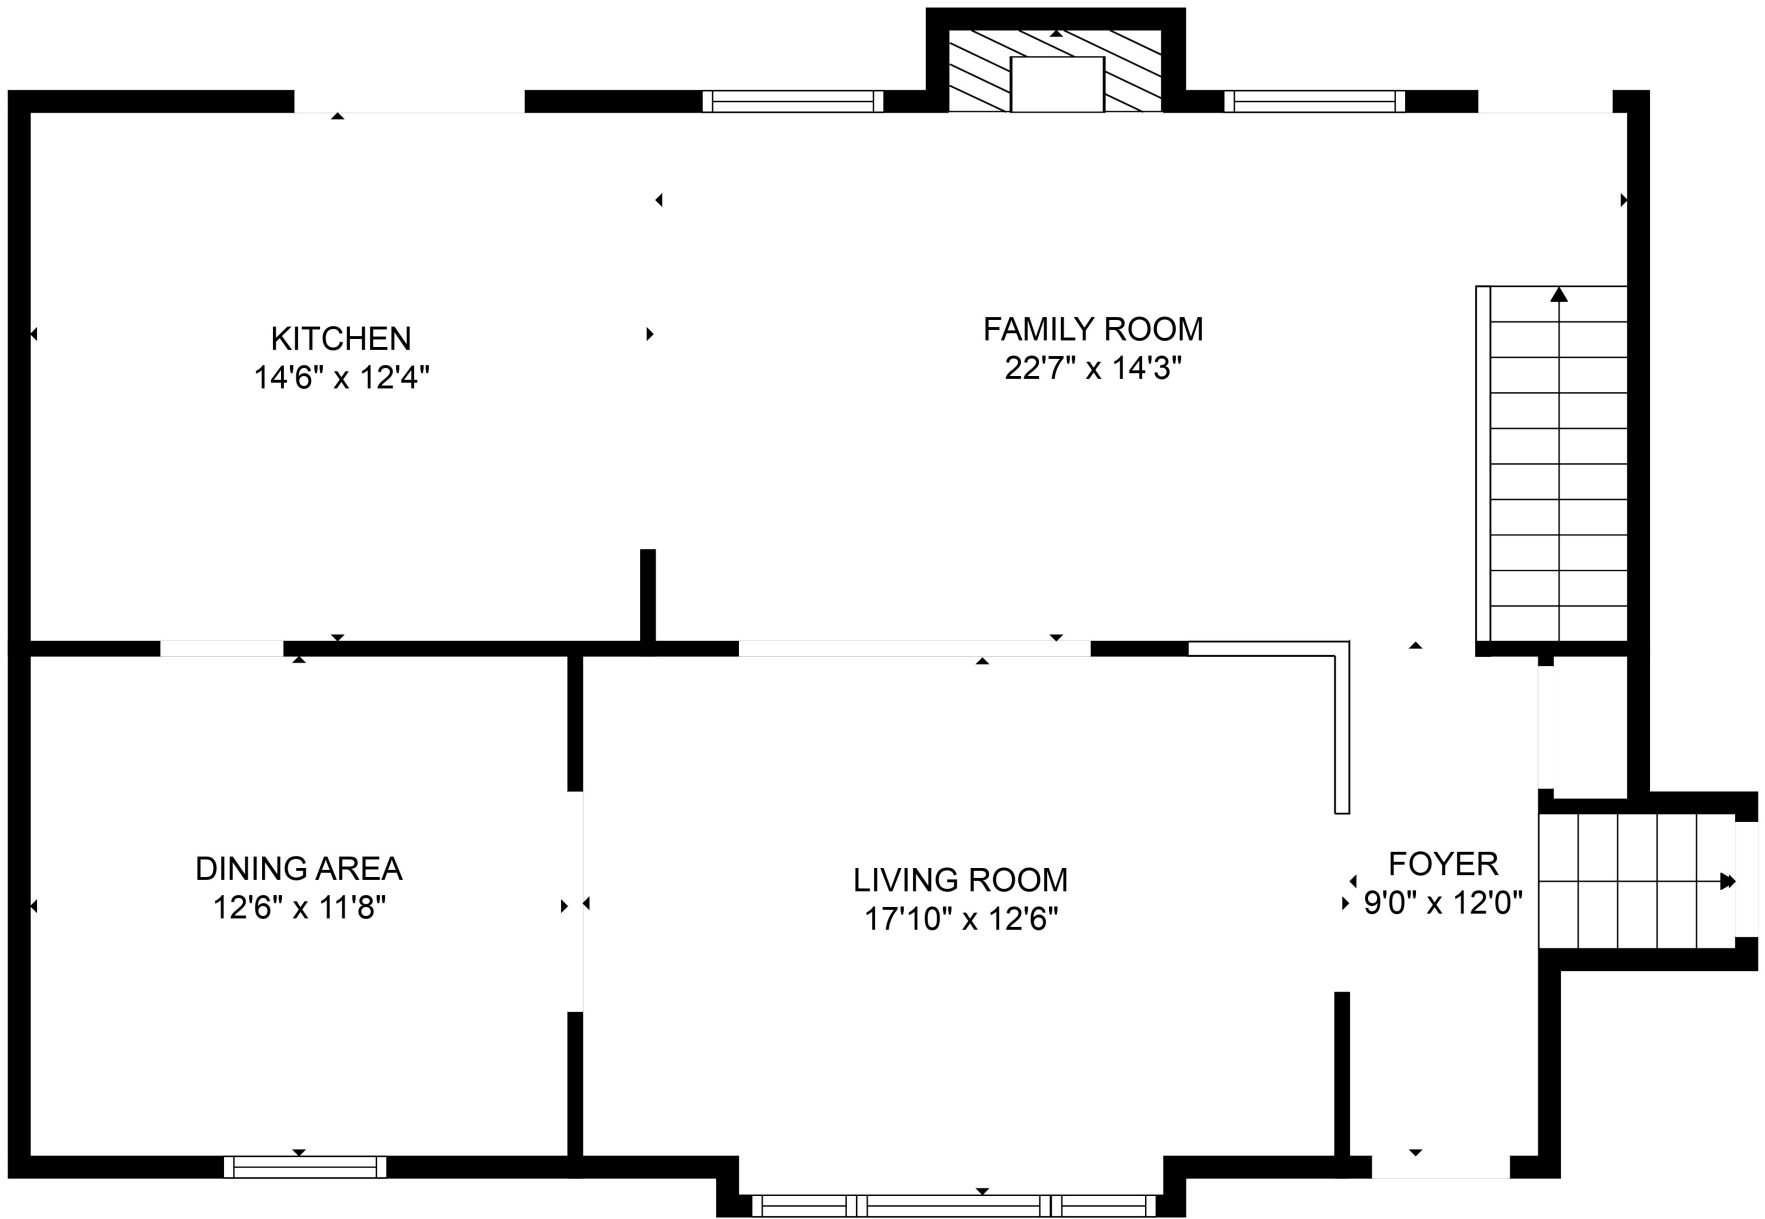 KITCHEN
14'6" x 12'4"
FAMILY ROOM
22'7" x 14'3"
DINING AREA
12'6" x 11'8"
LIVING ROOM
17'10" x 12'6"
FOYER
9'0" x 12'0"